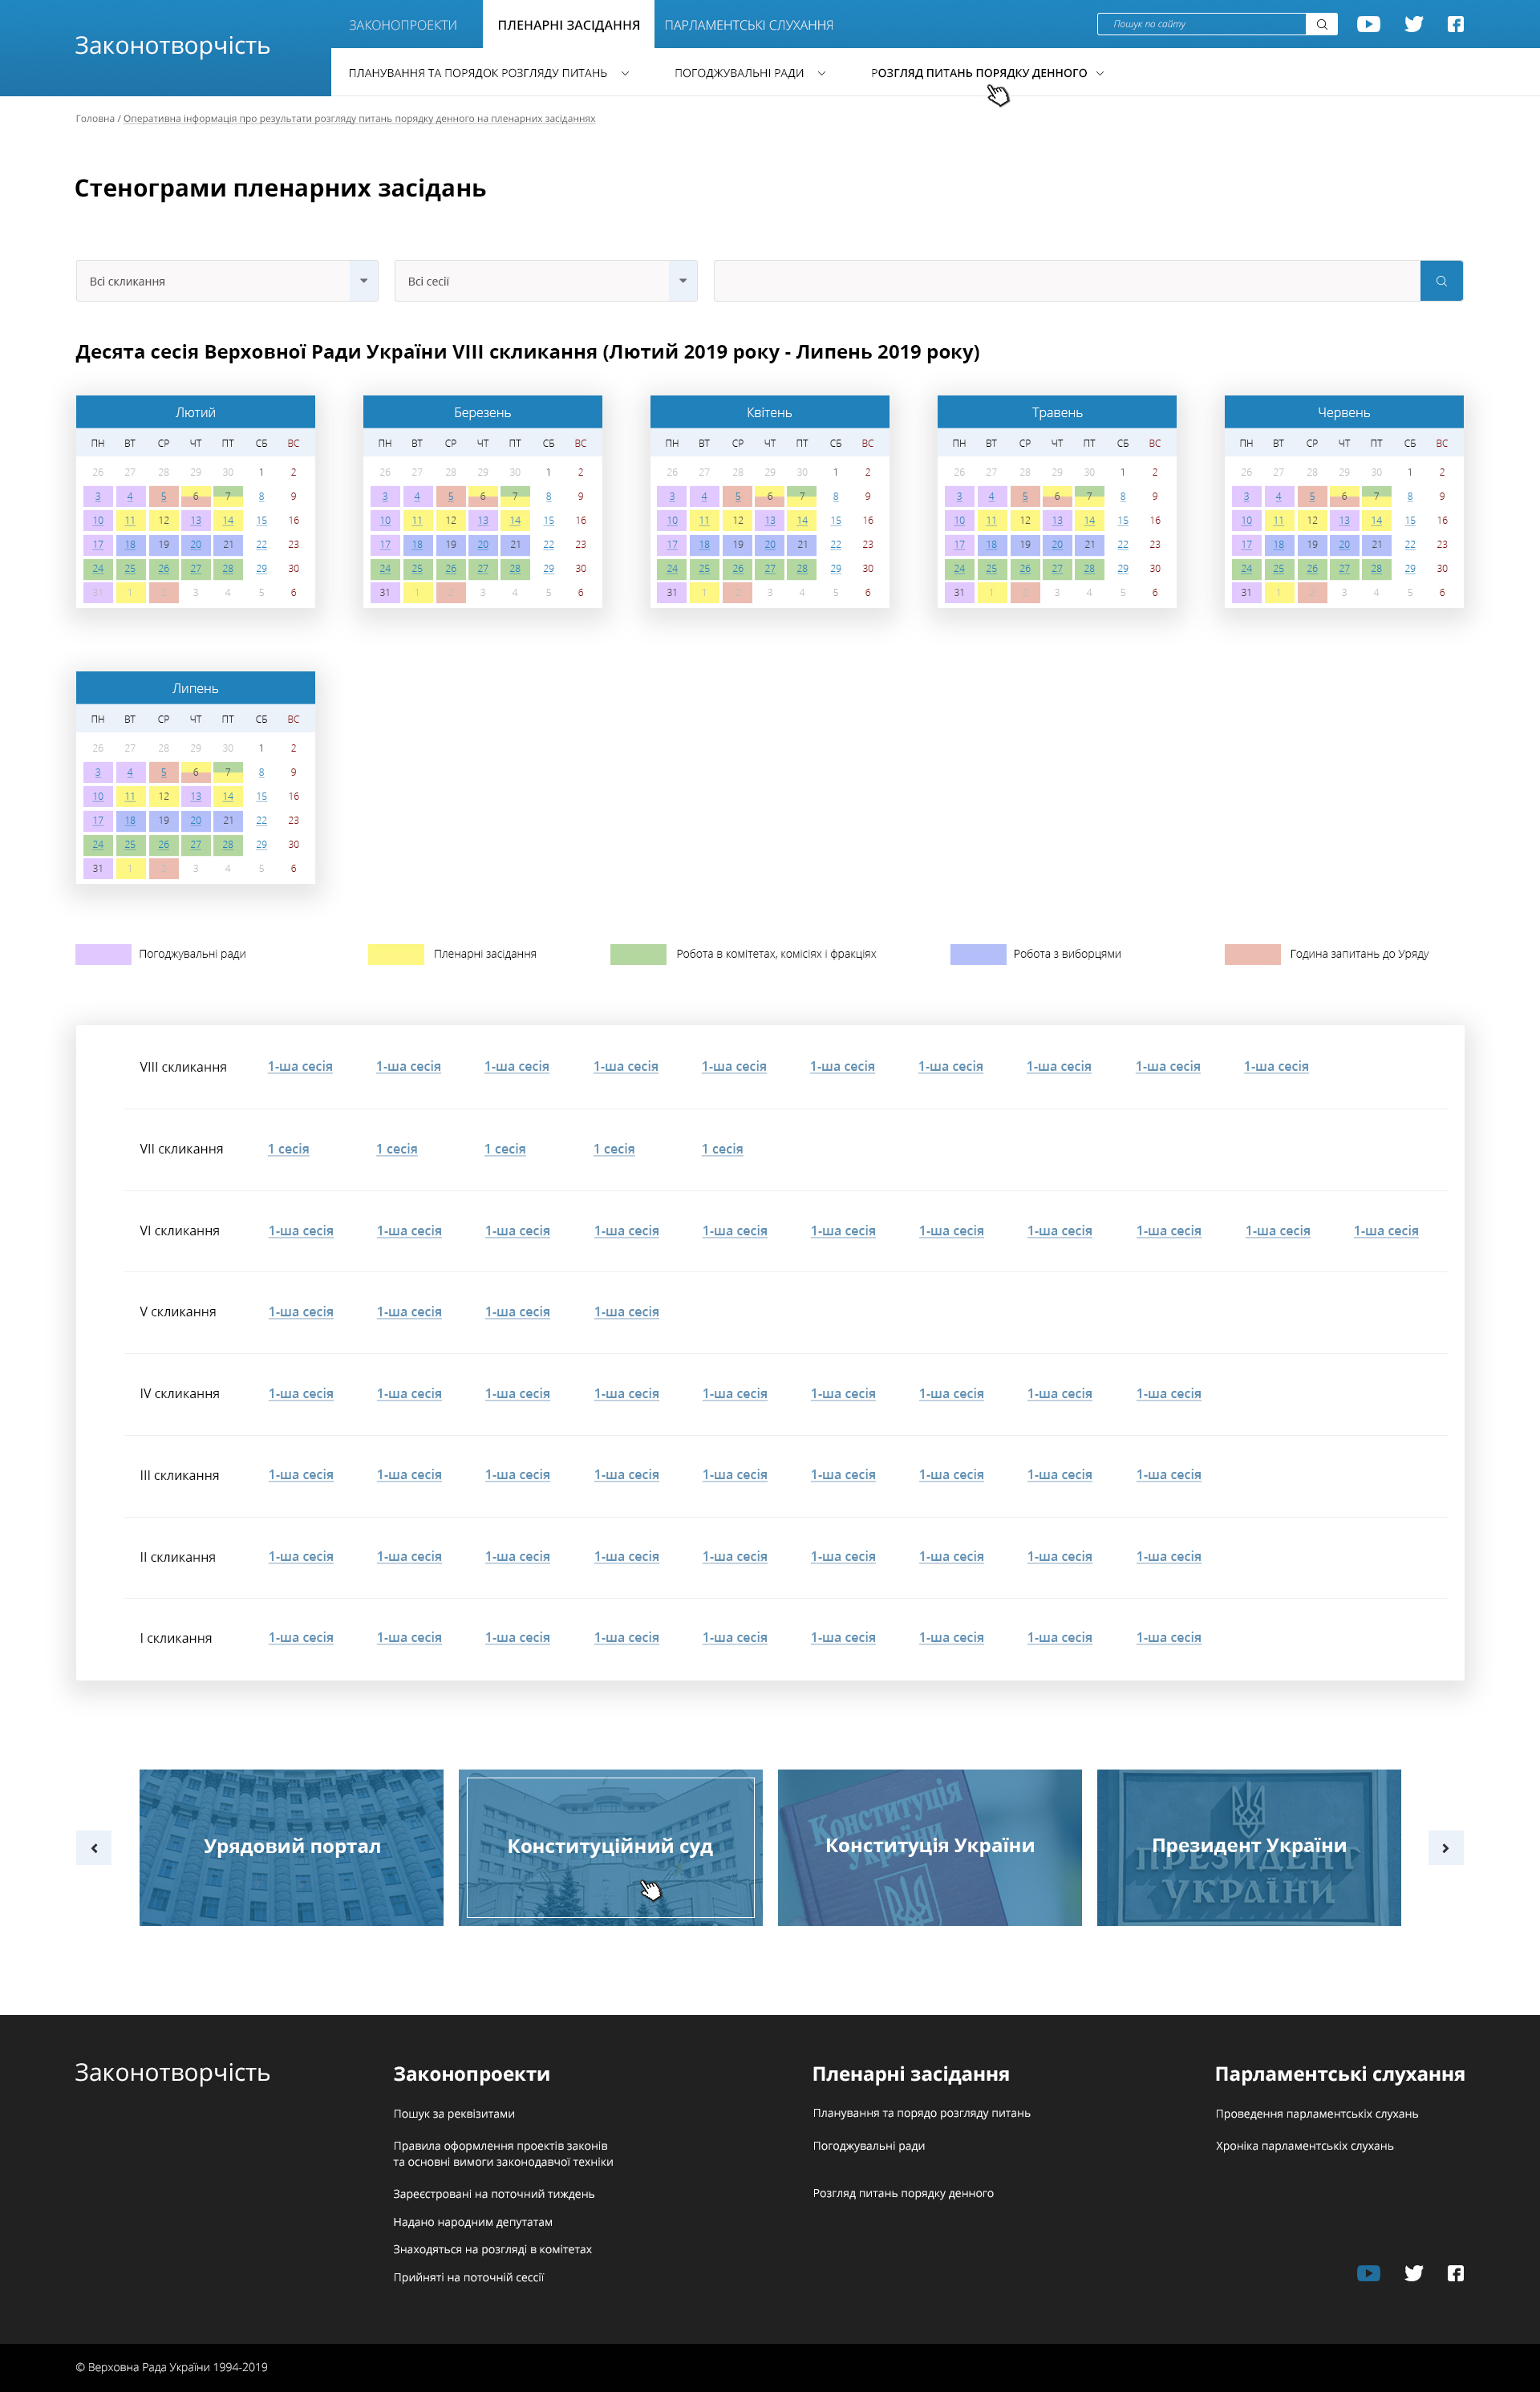 Законотворчість
ЗАКОНОПРОЕКТИ ПЛЕНАРНІ ЗАСІДАННЯ ПАРЛАМЕНТСЬКІ СЛУХАННЯ
Пошук по сайту
ПЛАНУВАННЯ ТА ПОРЯДОК РОЗГЛЯДУ ПИТАНЬ ПОГОДЖУВАЛЬНІ РАДИ РОЗГЛЯД ПИТАНЬ ПОРЯДКУ ДЕННОГО
Головна / Оперативна інформація про результати розгляду питань порядку денного на пленарних засіданнях
Стенограми пленарних засідань
Всі скликання Всі сесії
Десята сесія Верховної Ради України VIII скликання (Лютий 2019 року - Липень 2019 року)
Лютий
ПН ВТ СР ЧТ ПТ СБ ВС
26 27 28 29 30 1 2
3 4 5 6 7 8 9
10 11 12 13 14 15 16
17 18 19 20 21 22 23
24 25 26 27 28 29 30
31 1 2 3 4 5 6
Березень
ПН ВТ СР ЧТ ПТ СБ ВС
26 27 28 29 30 1 2
3 4 5 6 7 8 9
10 11 12 13 14 15 16
17 18 19 20 21 22 23
24 25 26 27 28 29 30
31 1 2 3 4 5 6
Квітень
ПН ВТ СР ЧТ ПТ СБ ВС
26 27 28 29 30 1 2
3 4 5 6 7 8 9
10 11 12 13 14 15 16
17 18 19 20 21 22 23
24 25 26 27 28 29 30
31 1 2 3 4 5 6
Травень
ПН ВТ СР ЧТ ПТ СБ ВС
26 27 28 29 30 1 2
3 4 5 6 7 8 9
10 11 12 13 14 15 16
17 18 19 20 21 22 23
24 25 26 27 28 29 30
31 1 2 3 4 5 6
Червень
ПН ВТ СР ЧТ ПТ СБ ВС
26 27 28 29 30 1 2
3 4 5 6 7 8 9
10 11 12 13 14 15 16
17 18 19 20 21 22 23
24 25 26 27 28 29 30
31 1 2 3 4 5 6
Липень
ПН ВТ СР ЧТ ПТ СБ ВС
26 27 28 29 30 1 2
3 4 5 6 7 8 9
10 11 12 13 14 15 16
17 18 19 20 21 22 23
24 25 26 27 28 29 30
31 1 2 3 4 5 6
Погоджувальні ради Пленарні засідання Робота в комітетах, комісіях і фракціях Робота з виборцями Година запитань до Уряду
VIII скликання 1-ша сесія 1-ша сесія 1-ша сесія 1-ша сесія 1-ша сесія 1-ша сесія 1-ша сесія 1-ша сесія 1-ша сесія 1-ша сесія
VII скликання 1 сесія 1 сесія 1 сесія 1 сесія 1 сесія
VI скликання 1-ша сесія 1-ша сесія 1-ша сесія 1-ша сесія 1-ша сесія 1-ша сесія 1-ша сесія 1-ша сесія 1-ша сесія 1-ша сесія 1-ша сесія
V скликання 1-ша сесія 1-ша сесія 1-ша сесія 1-ша сесія
IV скликання 1-ша сесія 1-ша сесія 1-ша сесія 1-ша сесія 1-ша сесія 1-ша сесія 1-ша сесія 1-ша сесія 1-ша сесія
III скликання 1-ша сесія 1-ша сесія 1-ша сесія 1-ша сесія 1-ша сесія 1-ша сесія 1-ша сесія 1-ша сесія 1-ша сесія
II скликання 1-ша сесія 1-ша сесія 1-ша сесія 1-ша сесія 1-ша сесія 1-ша сесія 1-ша сесія 1-ша сесія 1-ша сесія
I скликання 1-ша сесія 1-ша сесія 1-ша сесія 1-ша сесія 1-ша сесія 1-ша сесія 1-ша сесія 1-ша сесія 1-ша сесія
Урядовий портал
Конституційний суд
Конституція
України
Конституція України
Президент України
ПРЕЗИДЕНТ
УКРАЇНИ
Законотворчість
Законопроекти
Пошук за реквізитами
Правила оформлення проектів законів
та основні вимоги законодавчої техніки
Зареєстровані на поточний тиждень
Надано народним депутатам
Знаходяться на розгляді в комітетах
Прийняті на поточній сессії
Пленарні засідання
Планування та порядо розгляду питань
Погоджувальні ради
Розгляд питань порядку денного
Парламентські слухання
Проведення парламентськіх слухань
Хроніка парламентськіх слухань
© Верховна Рада України 1994-2019